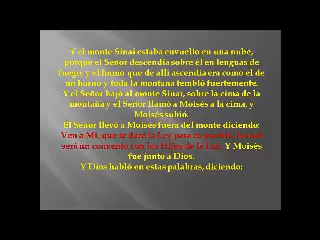 Y el monte Sinai estaba envuelto en una nube,
porque el Señor descendía sobre él en lenguas de
fuego; y el humo que de allí ascendía era como el de
un horno y toda la montaña tembló fuertemente.
Y el Señor bajó al monte Sinai, sobre la cima de la
montaña y el Señor llamó a Moisés a la cima, y
Moisés subió.
El Señor llevó a Moisés fuera del monte diciendo:
Ven a Mí, que te daré la Ley para tu pueblo, la cual
será un convenio con los Hijos de la Luz. Y Moisés
fue junto a Dios.
Y Dios habló en estas palabras, diciendo: